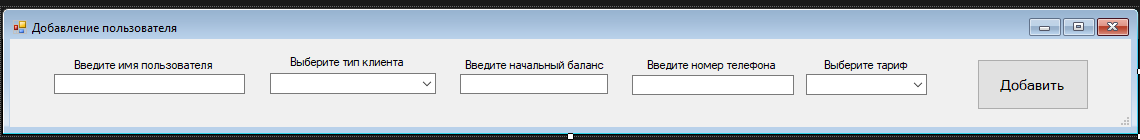 Добавление пользователя
Введите имя пользователя
Выберите тип клиента
Введите начальный баланс
Введите номер телефона
Выберите тариф
Добавить